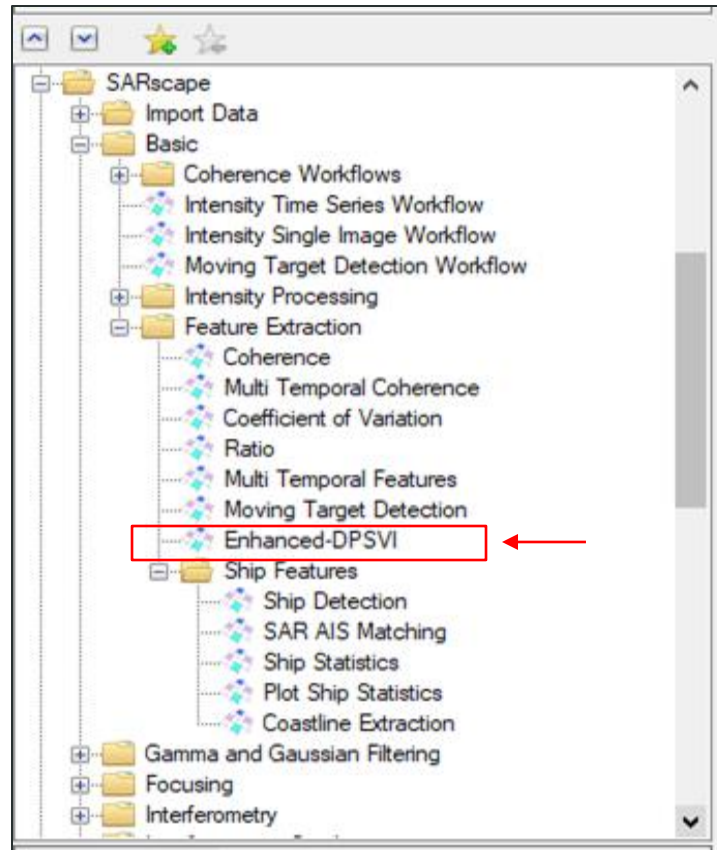 SARscape
Import Data
Basic
Coherence Workflows
Intensity Time Series Workflow
Intensity Single Image Workflow
Moving Target Detection Workflow
Intensity Processing
Feature Extraction
Coherence
Multi Temporal Coherence
Coefficient of Variation
Ratio
Multi Temporal Features
Moving Target Detection
Enhanced-DPSVI
Ship Features
Ship Detection
SAR AIS Matching
Ship Statistics
Plot Ship Statistics
Coastline Extraction
Gamma and Gaussian Filtering
Focusing
Interferometry